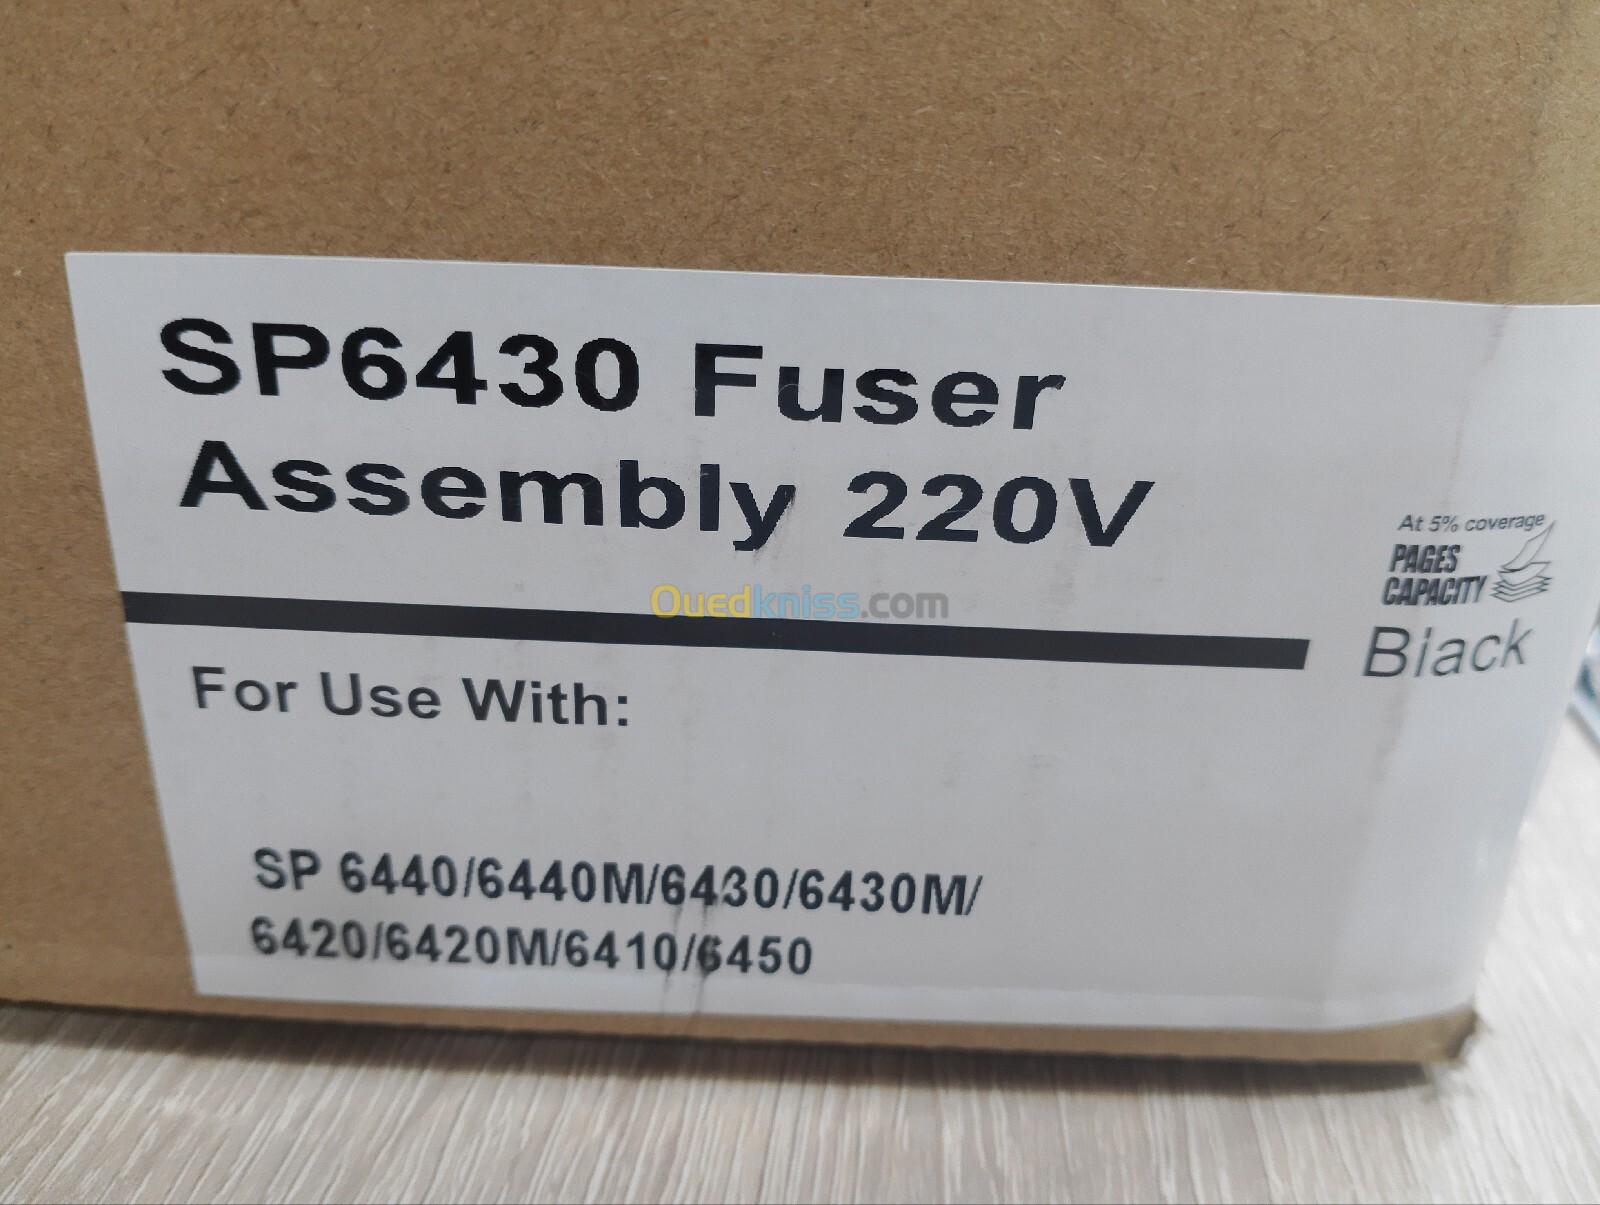 SP6430 Fuser
Assembly 220V
At 5% coverage
PAGES
CAPACITY
Black
Ouedkniss.com
For Use With:
SP 6440/6440M/6430/6430M/
6420/6420M/6410/6450